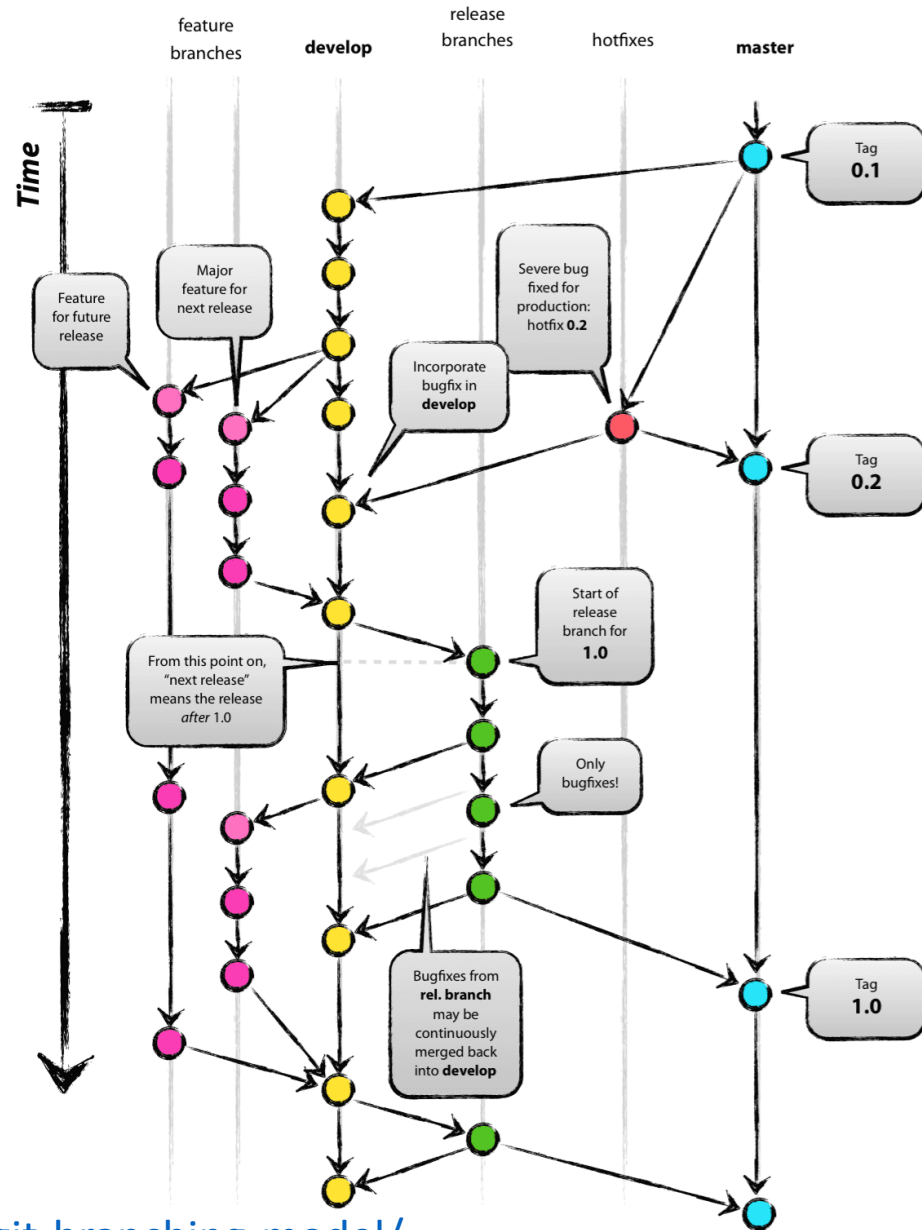 feature
branches
develop
release
branches
hotfixes
master
Time
Tag
0.1
Major
feature for
next release
Severe bug
fixed for
production:
hotfix 0.2
Feature
for future
release
Incorporate
bugfix in
develop
Tag
0.2
Start of
release
branch for
1.0
From this point on,
“next release”
means the release
after 1.0
Only
bugfixes!
Bugfixes from
rel. branch
may be
continuously
merged back
into develop
Tag
1.0
git-branching-model/